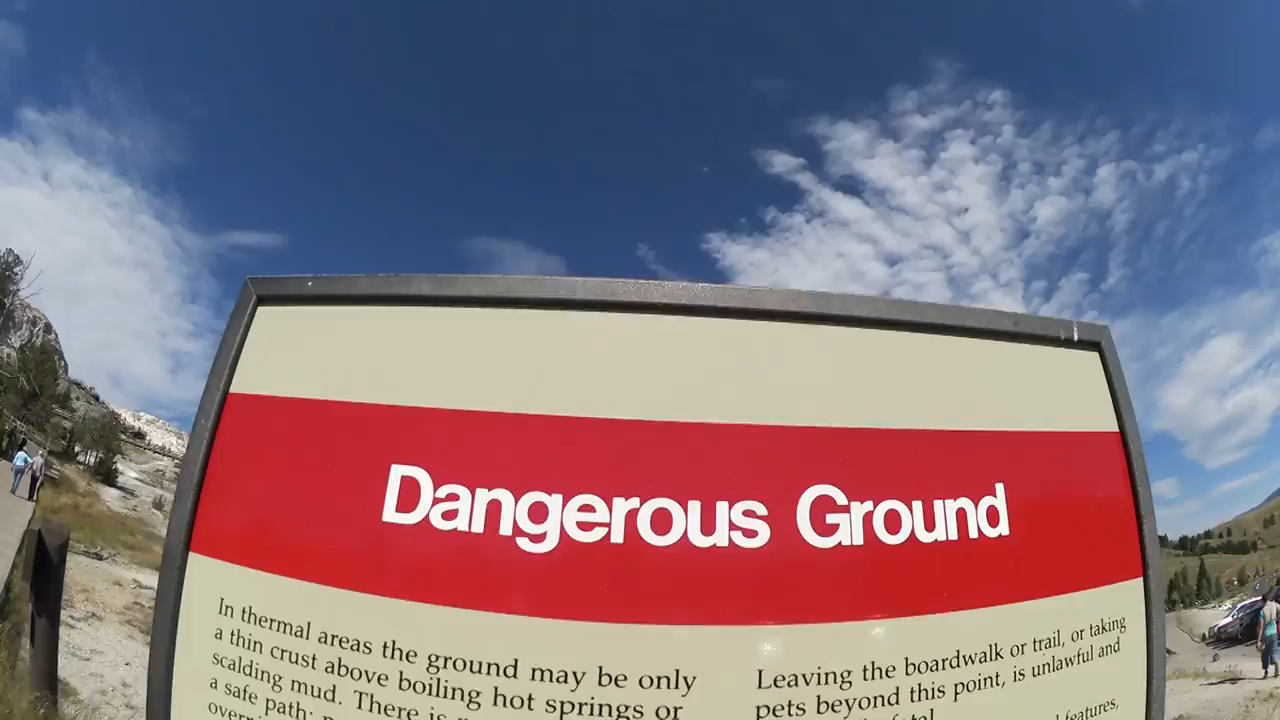 Dangerous Ground
In thermal areas the ground may be only
a thin crust above boiling hot springs or
scalding mud. There is
a safe path:
Leaving the boardwalk or trail, or taking
pets beyond this point, is unlawful and
features,